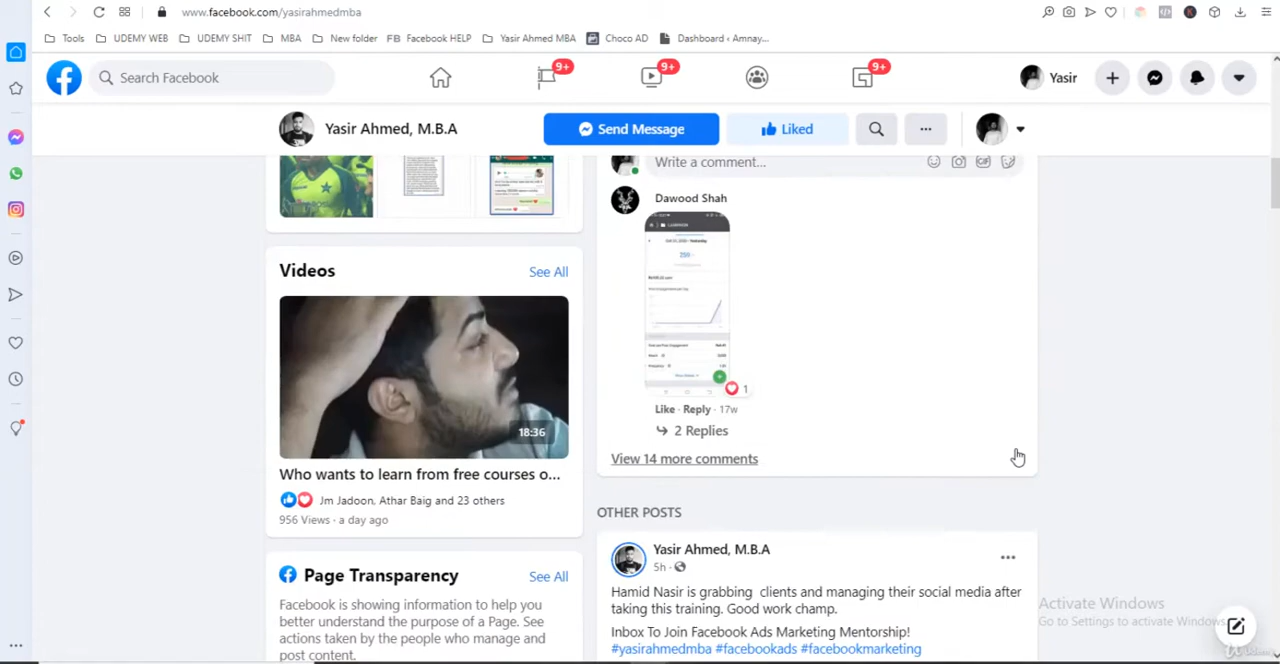 www.facebook.com/yasirahmedmba
Tools
UDEMY WEB
UDEMY SHIT
MBA
New folder
FB Facebook HELP
Yasir Ahmed MBA
Choco AD
Dashboard ‹ Amnay...
Search Facebook
9+
9+
9+
Yasir
Yasir Ahmed, M.B.A
Send Message
Liked
Write a comment...
GIF
Dawood Shah
1
Like · Reply · 17w
2 Replies
View 14 more comments
Videos
See All
18:36
Who wants to learn from free courses o...
Jm Jadoon, Athar Baig and 23 others
956 Views · a day ago
Page Transparency
See All
Facebook is showing information to help you
better understand the purpose of a Page. See
actions taken by the people who manage and
post content.
OTHER POSTS
Yasir Ahmed, M.B.A
5h ·
Hamid Nasir is grabbing clients and managing their social media after
taking this training. Good work champ.
Inbox To Join Facebook Ads Marketing Mentorship!
#yasirahmedmba #facebookads #facebookmarketing
Activate Windows
Go to Settings to activate Windows.
Udemy